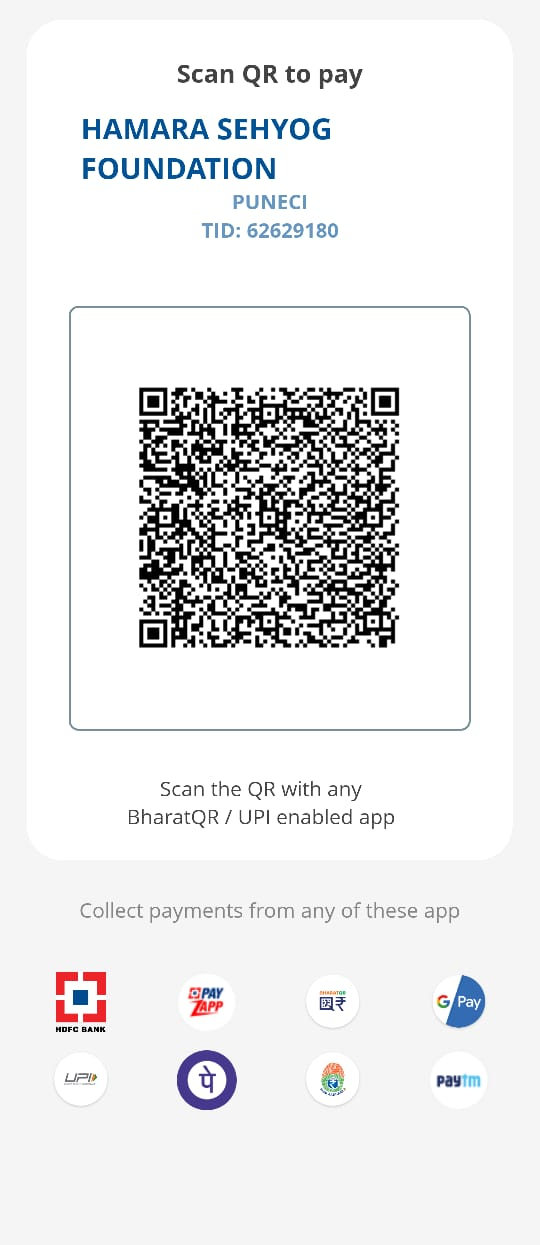 Scan QR to pay
HAMARA SEHYOG
FOUNDATION
PUNECI
TID: 62629180
Scan the QR with any
BharatQR / UPI enabled app
Collect payments from any of these app
HDFC BANK
PAY
ZAPP
BHARATQR
₹
G Pay
UPI
पे
paytm